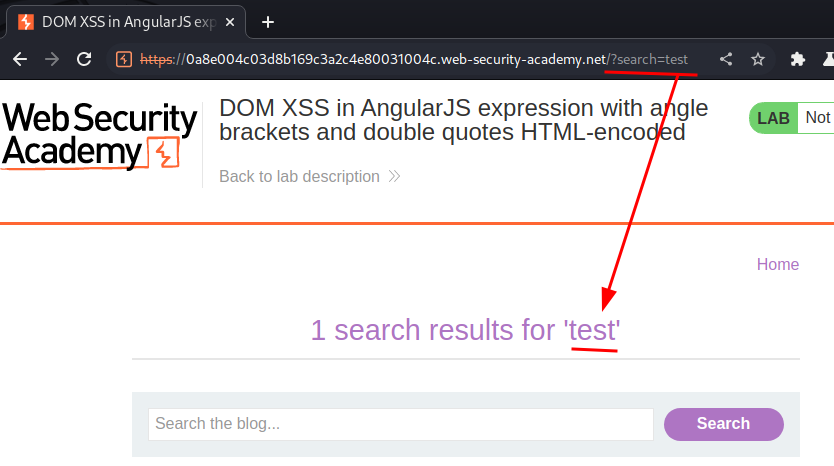 DOM XSS in AngularJS exp
https://0a8e004c03d8b169c3a2c4e80031004c.web-security-academy.net/?search=test
Web Security
Academy
DOM XSS in AngularJS expression with angle
brackets and double quotes HTML-encoded
Back to lab description
LAB Not
Home
1 search results for 'test'
Search the blog...
Search